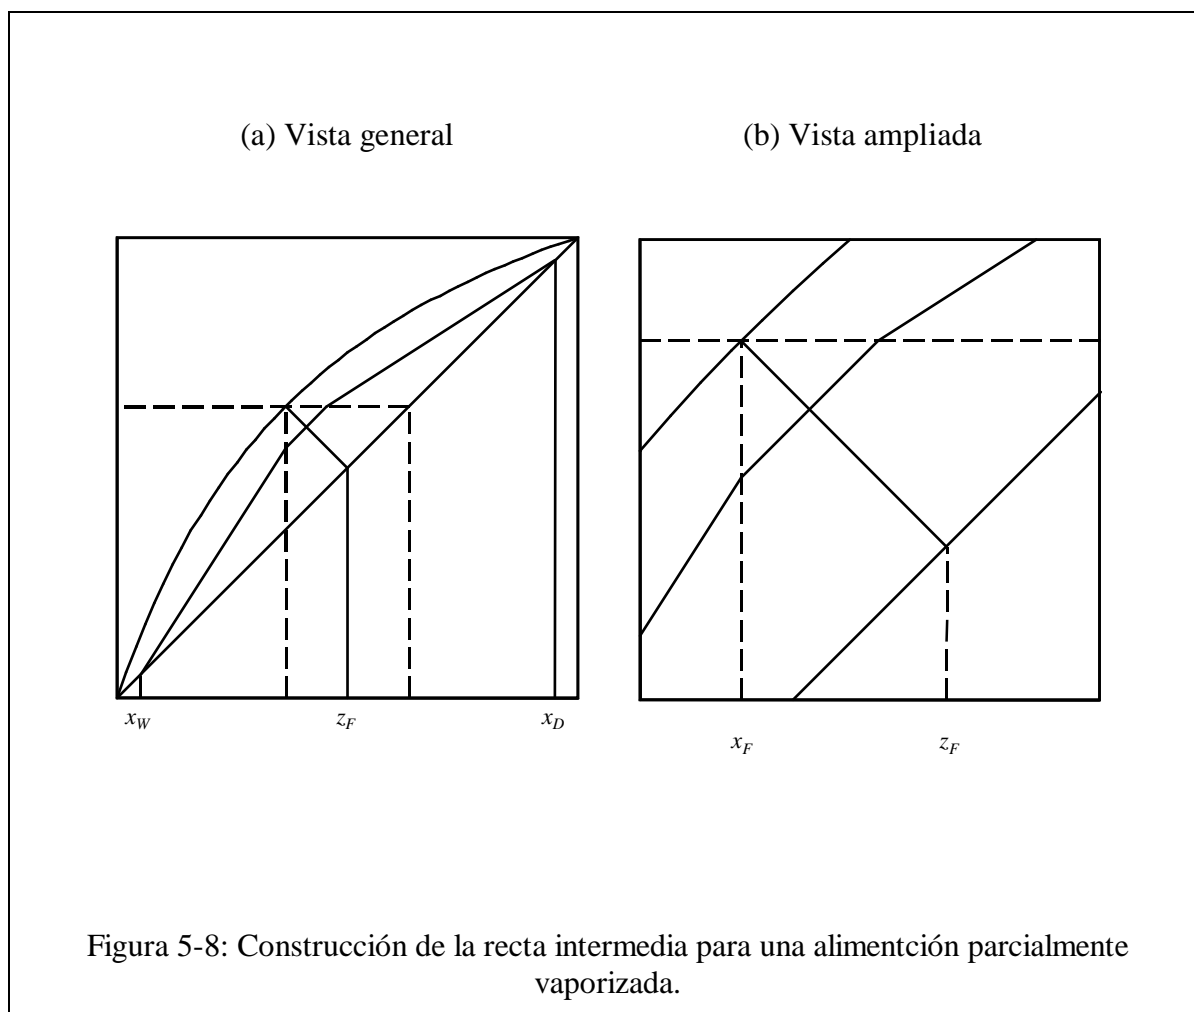 (a) Vista general
(b) Vista ampliada
x_W
z_F
x_D
x_F
z_F
Figura 5-8: Construcción de la recta intermedia para una alimentción parcialmente
vaporizada.